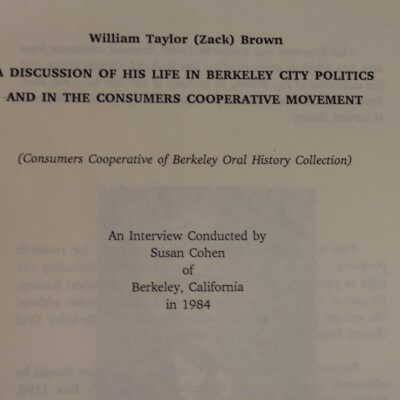 William Taylor (Zack) Brown
A DISCUSSION OF HIS LIFE IN BERKELEY CITY POLITICS
AND IN THE CONSUMERS COOPERATIVE MOVEMENT
(Consumers Cooperative of Berkeley Oral History Collection)
An Interview Conducted by
Susan Cohen
of
Berkeley, California
in 1984